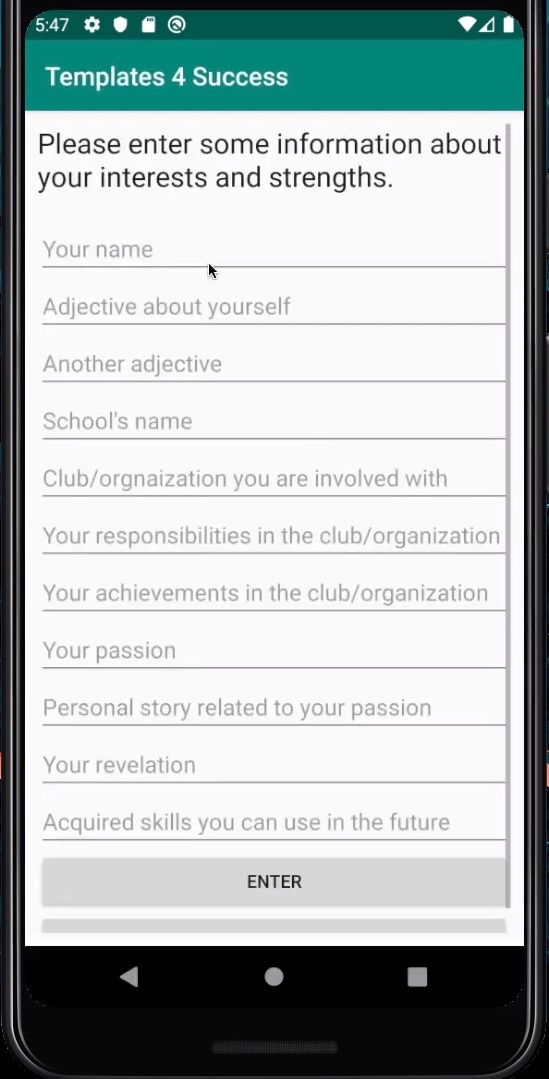 5:47
Templates 4 Success
Please enter some information about
your interests and strengths.
Your name
Adjective about yourself
Another adjective
School's name
Club/orgnaization you are involved with
Your responsibilities in the club/organization
Your achievements in the club/organization
Your passion
Personal story related to your passion
Your revelation
Acquired skills you can use in the future
ENTER